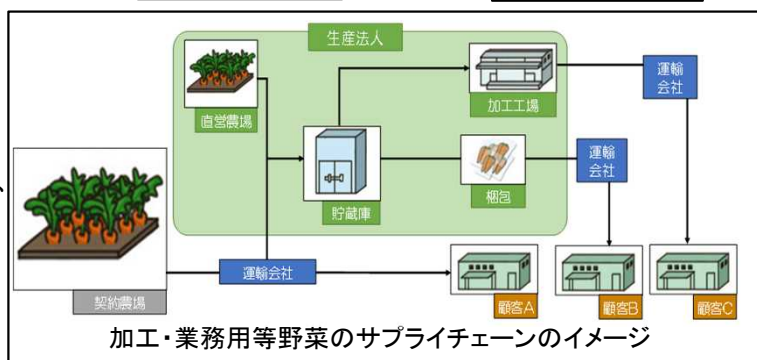 生産法人
運輸
会社
直営農場
加工工場
運輸
会社
貯蔵庫
梱包
運輸会社
契約農場
顧客A
顧客B
顧客C
加工・業務用等野菜のサプライチェーンのイメージ